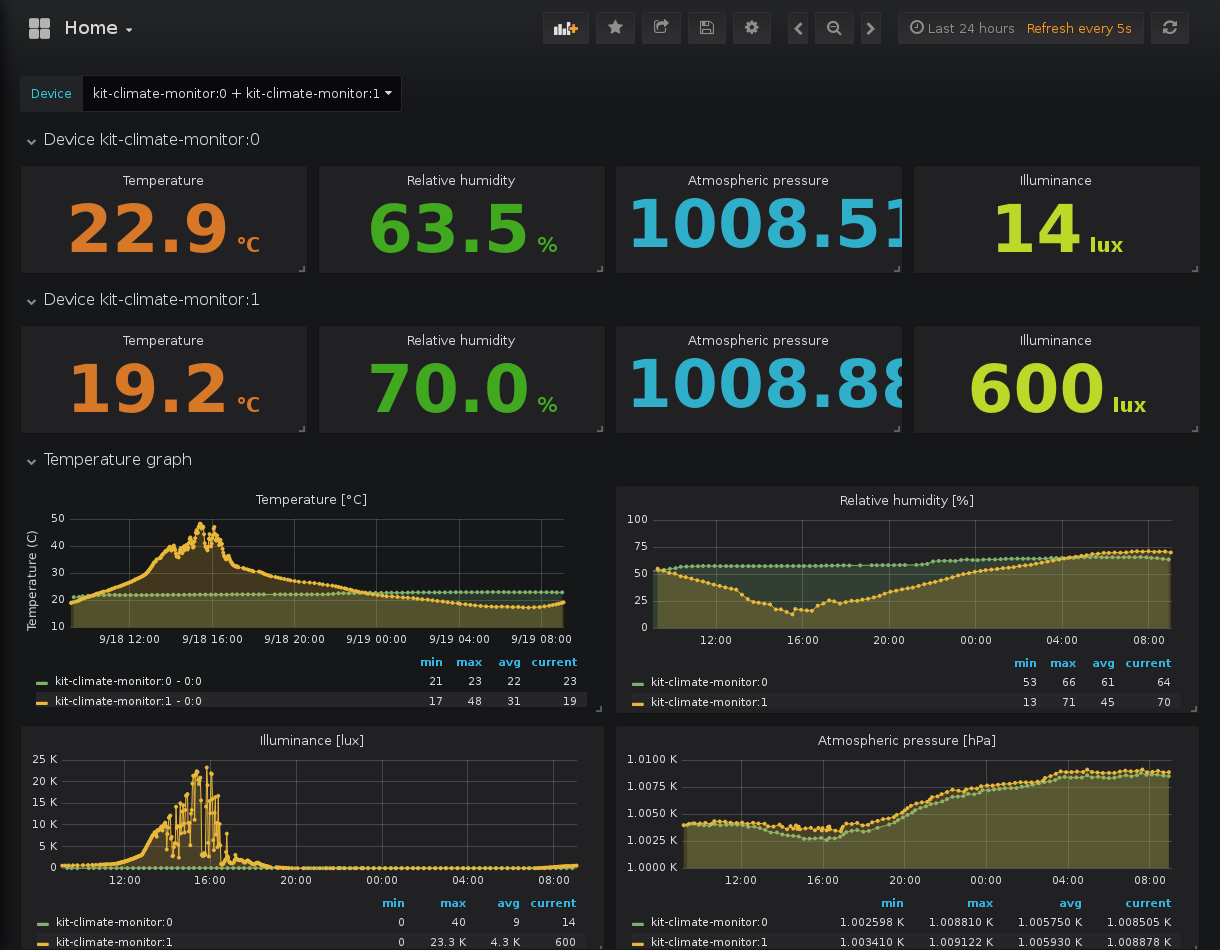 Home
Last 24 hours Refresh every 5s
Device kit-climate-monitor:0 + kit-climate-monitor:1
Device kit-climate-monitor:0
Temperature Relative humidity Atmospheric pressure Illuminance
22.9 °C 63.5 % 1008.51 14 lux
Device kit-climate-monitor:1
Temperature Relative humidity Atmospheric pressure Illuminance
19.2 °C 70.0 % 1008.88 600 lux
Temperature graph
Temperature [°C]
Temperature (C)
50
40
30
20
10
9/18 12:00 9/18 16:00 9/18 20:00 9/19 00:00 9/19 04:00 9/19 08:00
min max avg current
kit-climate-monitor:0 - 0:0 21 23 22 23
kit-climate-monitor:1 - 0:0 17 48 31 19
Relative humidity [%]
100
75
50
25
0
12:00 16:00 20:00 00:00 04:00 08:00
min max avg current
kit-climate-monitor:0 53 66 61 64
kit-climate-monitor:1 13 71 45 70
Illuminance [lux]
25 K
20 K
15 K
10 K
5 K
0
12:00 16:00 20:00 00:00 04:00 08:00
min max avg current
kit-climate-monitor:0 0 40 9 14
kit-climate-monitor:1 0 23.3 K 4.3 K 600
Atmospheric pressure [hPa]
1.0100 K
1.0075 K
1.0050 K
1.0025 K
1.0000 K
12:00 16:00 20:00 00:00 04:00 08:00
min max avg current
kit-climate-monitor:0 1.002598 K 1.008810 K 1.005750 K 1.008505 K
kit-climate-monitor:1 1.003410 K 1.009122 K 1.005930 K 1.008878 K